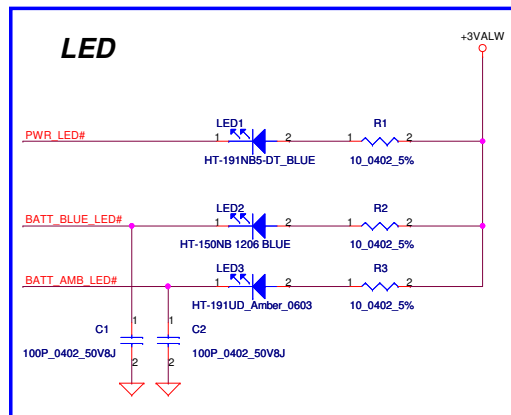 LED
+3VALW
PWR_LED#
LED1
1
2
HT-191NB5-DT_BLUE
R1
1
2
10_0402_5%
BATT_BLUE_LED#
LED2
1
2
HT-150NB 1206 BLUE
R2
1
2
10_0402_5%
BATT_AMB_LED#
LED3
1
2
HT-191UD_Amber_0603
R3
1
2
10_0402_5%
C1
1
2
100P_0402_50V8J
C2
1
2
100P_0402_50V8J